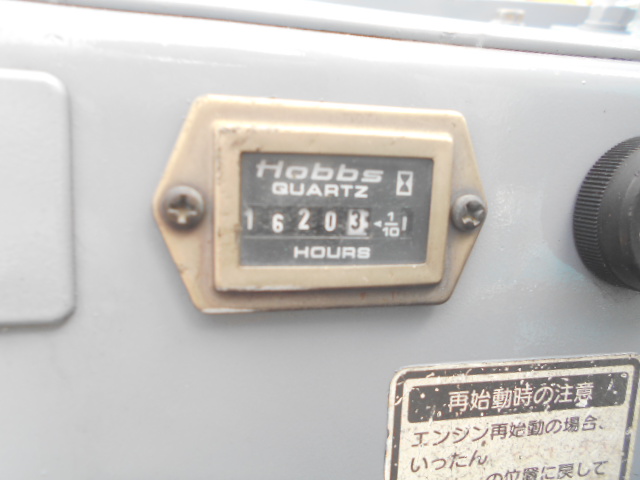 Hobbs
QUARTZ
16203 1/10
HOURS
再始動時の注意
エンジン再始動の場合、
いったん
の位置に戻して